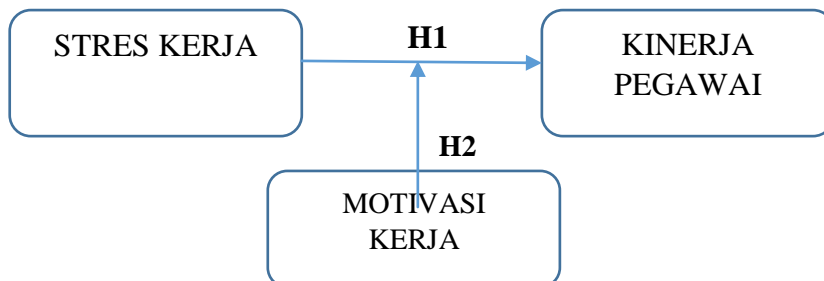 STRES KERJA
H1
KINERJA
PEGAWAI
H2
MOTIVASI
KERJA